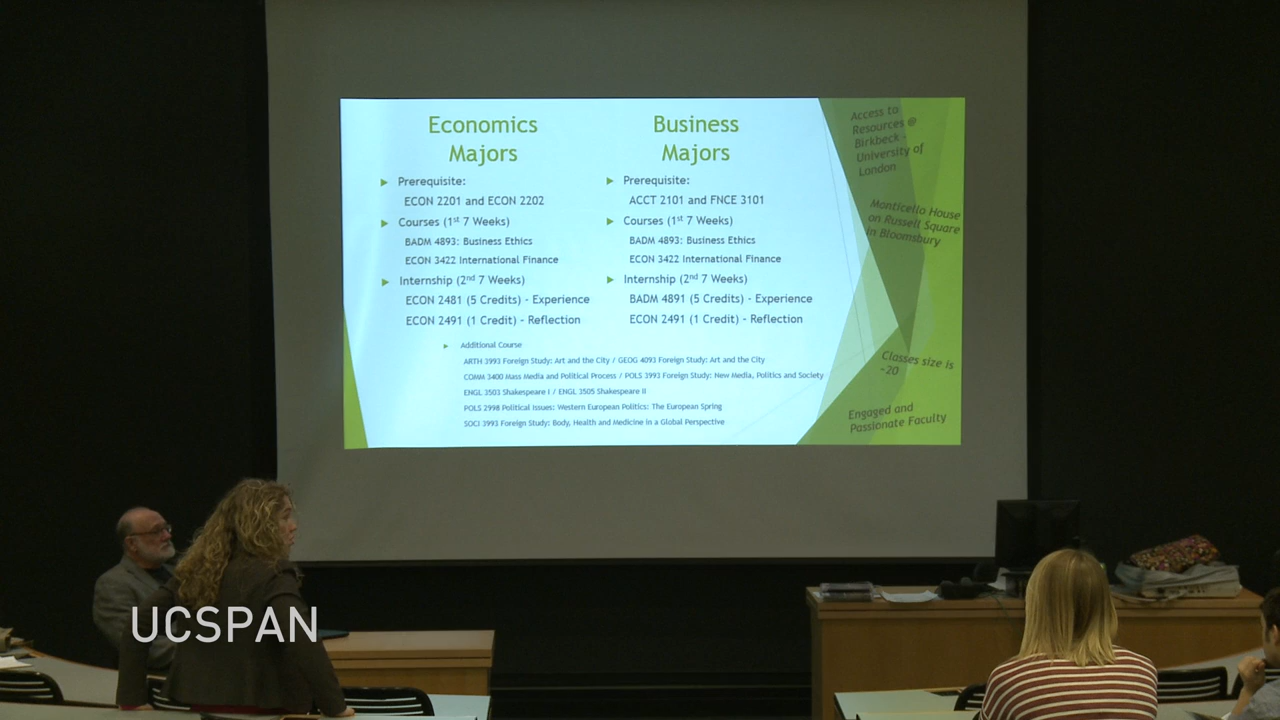 Economics
Majors
Prerequisite:
ECON 2201 and ECON 2202
Courses (1st 7 Weeks)
BADM 4893: Business Ethics
ECON 3422 International Finance
Internship (2nd 7 Weeks)
ECON 2481 (5 Credits) - Experience
ECON 2491 (1 Credit) - Reflection
Business
Majors
Prerequisite:
ACCT 2101 and FNCE 3101
Courses (1st 7 Weeks)
BADM 4893: Business Ethics
ECON 3422 International Finance
Internship (2nd 7 Weeks)
BADM 4891 (5 Credits) - Experience
ECON 2491 (1 Credit) - Reflection
Additional Course
ARTH 3993 Foreign Study: Art and the City / GEOG 4093 Foreign Study: Art and the City
COMM 3400 Mass Media and Political Process / POLS 3993 Foreign Study: New Media, Politics and Society
ENGL 3503 Shakespeare I / ENGL 3505 Shakespeare II
POLS 2998 Political Issues: Western European Politics: The European Spring
SOCI 3993 Foreign Study: Body, Health and Medicine in a Global Perspective
Access to
Resources @
Birkbeck -
University of
London
Monticello House
on Russell Square
in Bloomsbury
Classes size is
~20
Engaged and
Passionate Faculty
UCSPAN